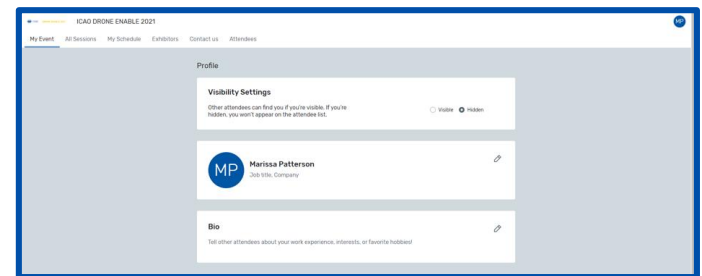 ICAO DRONE ENABLE 2021
MP
My Event All Sessions My Schedule Exhibitors Contact us Attendees
Profile
Visibility Settings
Other attendees can find you if you're visible. If you're
hidden, you won't appear on the attendee list.
Visible Hidden
MP
Marissa Patterson
Job title, Company
Bio
Tell other attendees about your work experience, interests, or favorite hobbies!